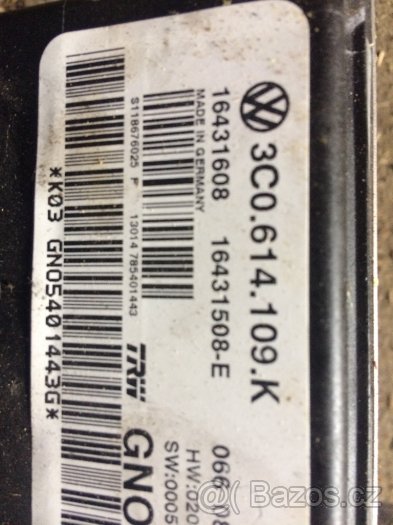 3C0.614.109.K
16431608 16431508-E
MADE IN GERMANY
S118676025 P 13014 785401443
TRW
*K03 GNO5401443G*
GNO
HW:020
SW:0005
Bazos.cz